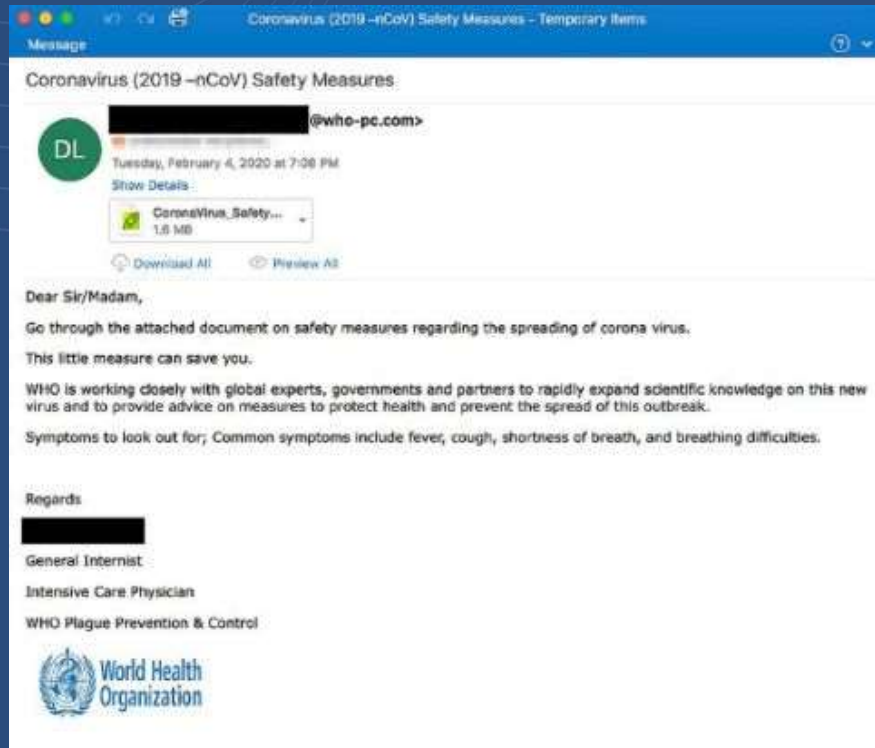 Coronavirus (2019 –nCoV) Safety Measures – Temporary Items
Message
Coronavirus (2019 –nCoV) Safety Measures
@who-pc.com>
DL
Tuesday, February 4, 2020 at 7:08 PM
Show Details
CoronaVirus_Safety...
1.6 MB
Download All Preview All
Dear Sir/Madam,
Go through the attached document on safety measures regarding the spreading of corona virus.
This little measure can save you.
WHO is working closely with global experts, governments and partners to rapidly expand scientific knowledge on this new
virus and to provide advice on measures to protect health and prevent the spread of this outbreak.
Symptoms to look out for; Common symptoms include fever, cough, shortness of breath, and breathing difficulties.
Regards
General Internist
Intensive Care Physician
WHO Plague Prevention & Control
World Health
Organization